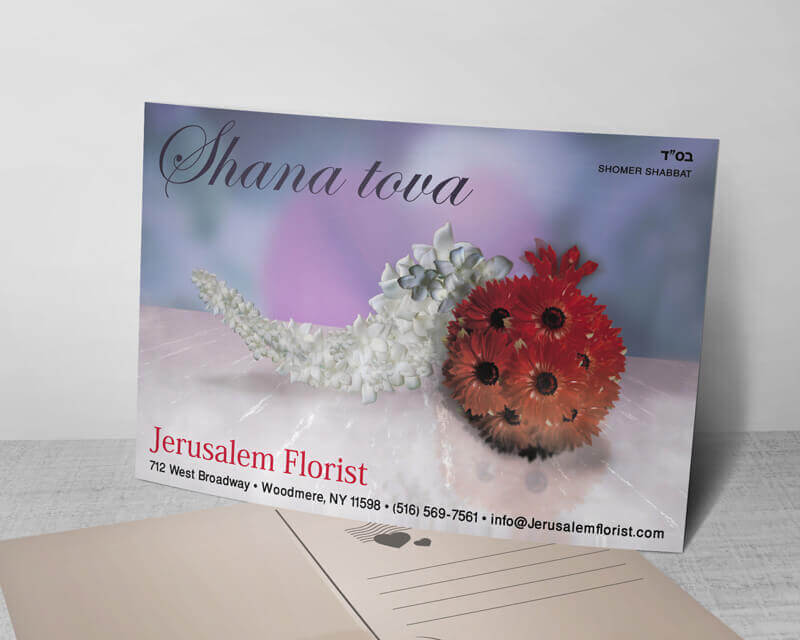 Shana tova
בס"ד
SHOMER SHABBAT
Jerusalem Florist
712 West Broadway • Woodmere, NY 11598 • (516) 569-7561 • info@Jerusalemflorist.com